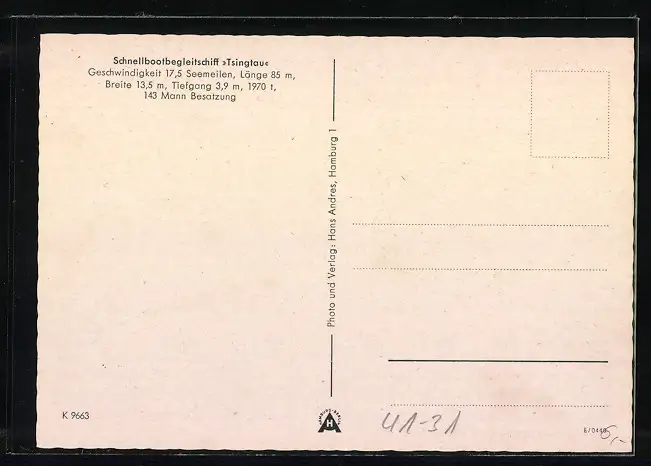 Schnellbootbegleitschiff »Tsingtau«
Geschwindigkeit 17,5 Seemeilen, Länge 85 m,
Breite 13,5 m, Tiefgang 3,9 m, 1970 t,
143 Mann Besatzung
Photo und Verlag: Hans Andres, Hamburg 1
K 9663
H
41-31
5,-